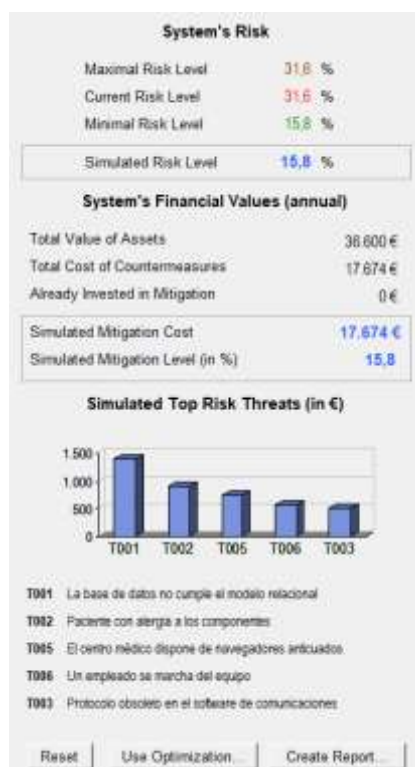 System's Risk
Maximal Risk Level 31,6 %
Current Risk Level 31,6 %
Minimal Risk Level 15,8 %
Simulated Risk Level 15,8 %
System's Financial Values (annual)
Total Value of Assets 36.600 €
Total Cost of Countermeasures 17.674 €
Already Invested in Mitigation 0 €
Simulated Mitigation Cost 17.674 €
Simulated Mitigation Level (in %) 15,8
Simulated Top Risk Threats (in €)
1.500
1.000
500
0
T001 T002 T005 T006 T003
T001 La base de datos no cumple el modelo relacional
T002 Paciente con alergia a los componentes
T005 El centro médico dispone de navegadores anticuados
T006 Un empleado se marcha del equipo
T003 Protocolo obsoleto en el software de comunicaciones
Reset Use Optimization... Create Report...